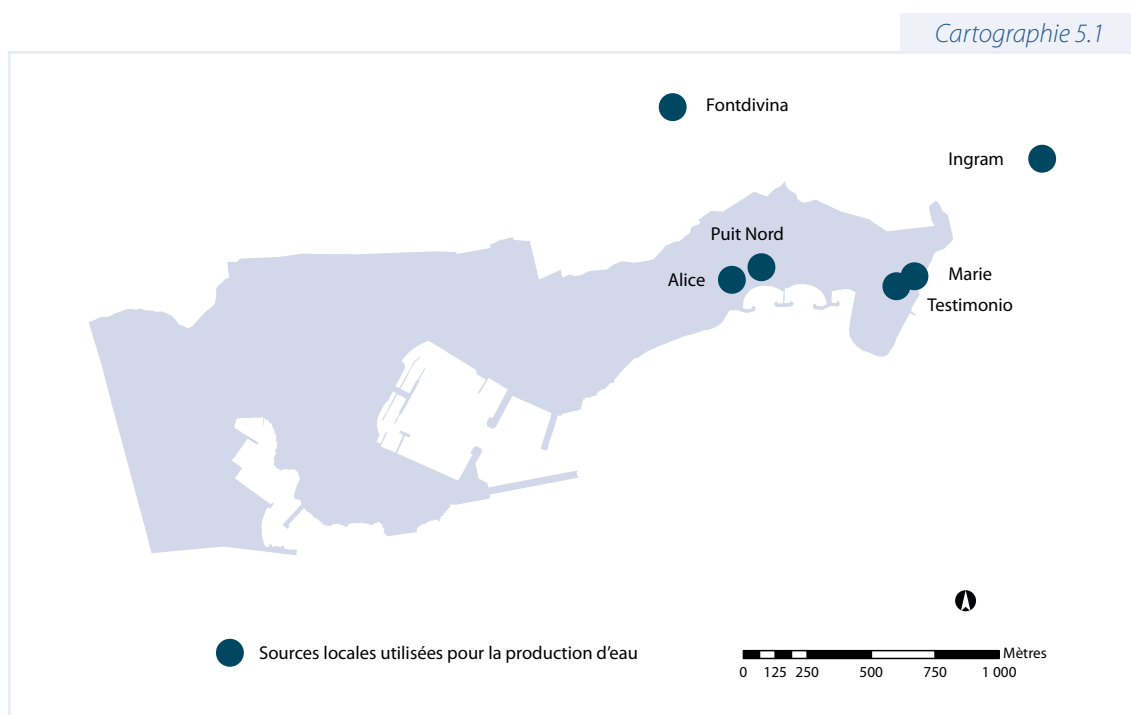 Cartographie 5.1
Fontdivina
Ingram
Puit Nord
Alice
Marie
Testimonio
Sources locales utilisées pour la production d'eau
Mètres
0 125 250 500 750 1 000